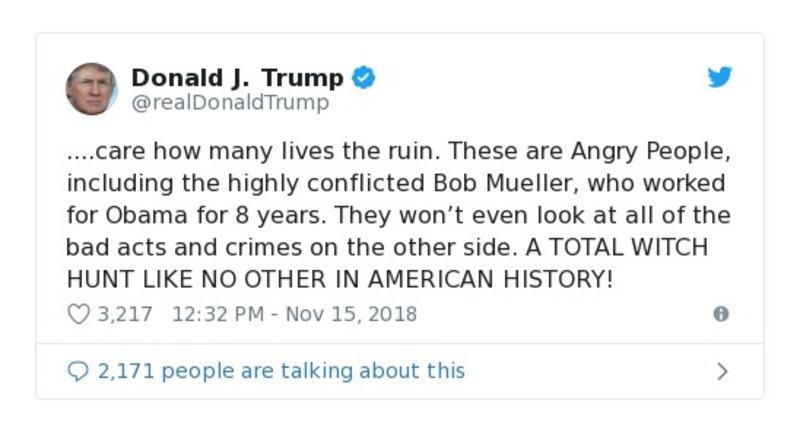 Donald J. Trump
@realDonaldTrump
....care how many lives the ruin. These are Angry People,
including the highly conflicted Bob Mueller, who worked
for Obama for 8 years. They won’t even look at all of the
bad acts and crimes on the other side. A TOTAL WITCH
HUNT LIKE NO OTHER IN AMERICAN HISTORY!
3,217 12:32 PM - Nov 15, 2018
2,171 people are talking about this